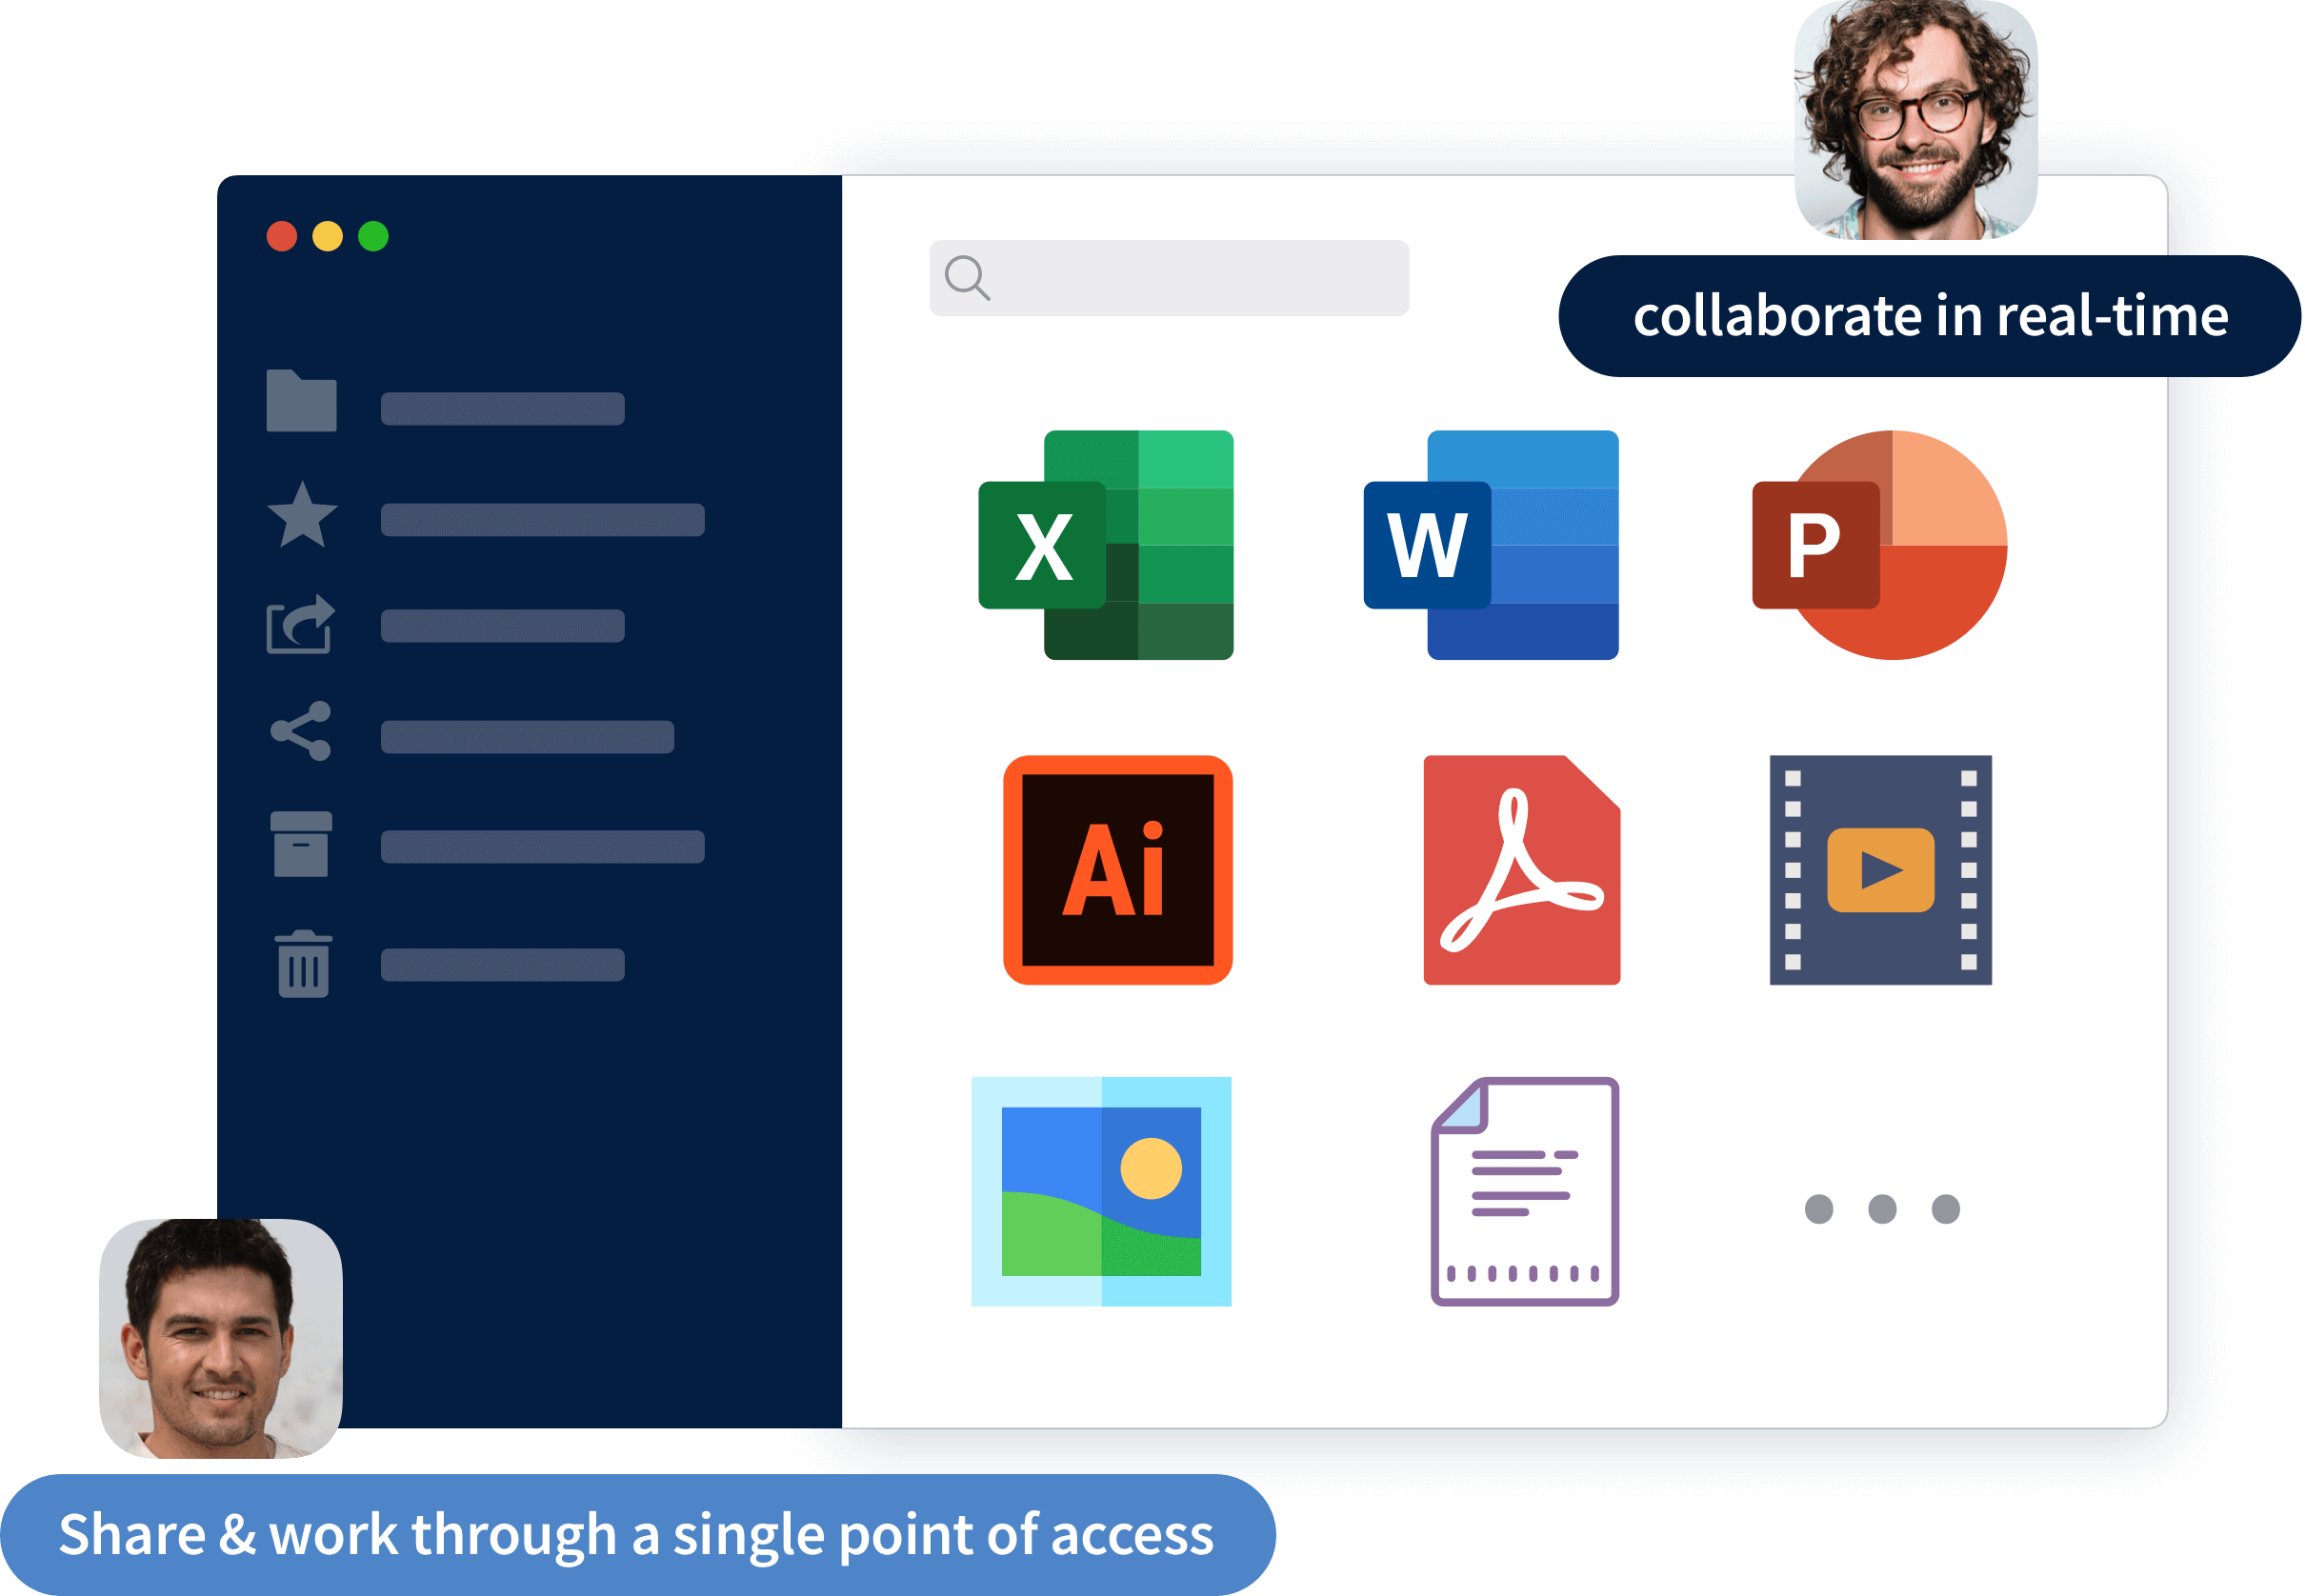 collaborate in real-time
X
W
P
Ai
Share & work through a single point of access